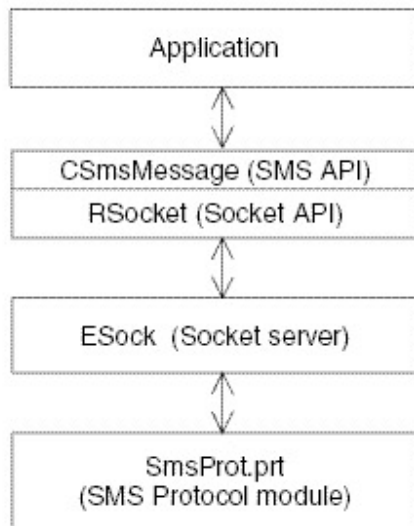 Application
CSmsMessage (SMS API)
RSocket (Socket API)
ESock (Socket server)
SmsProt.prt
(SMS Protocol module)